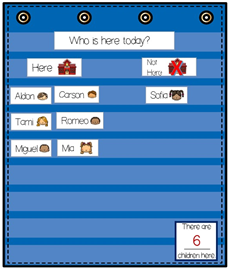 Who is here today?
Here
Not
Here
Aidan Carson Sofia
Tami Romeo
Miguel Mia
There are
6
children here